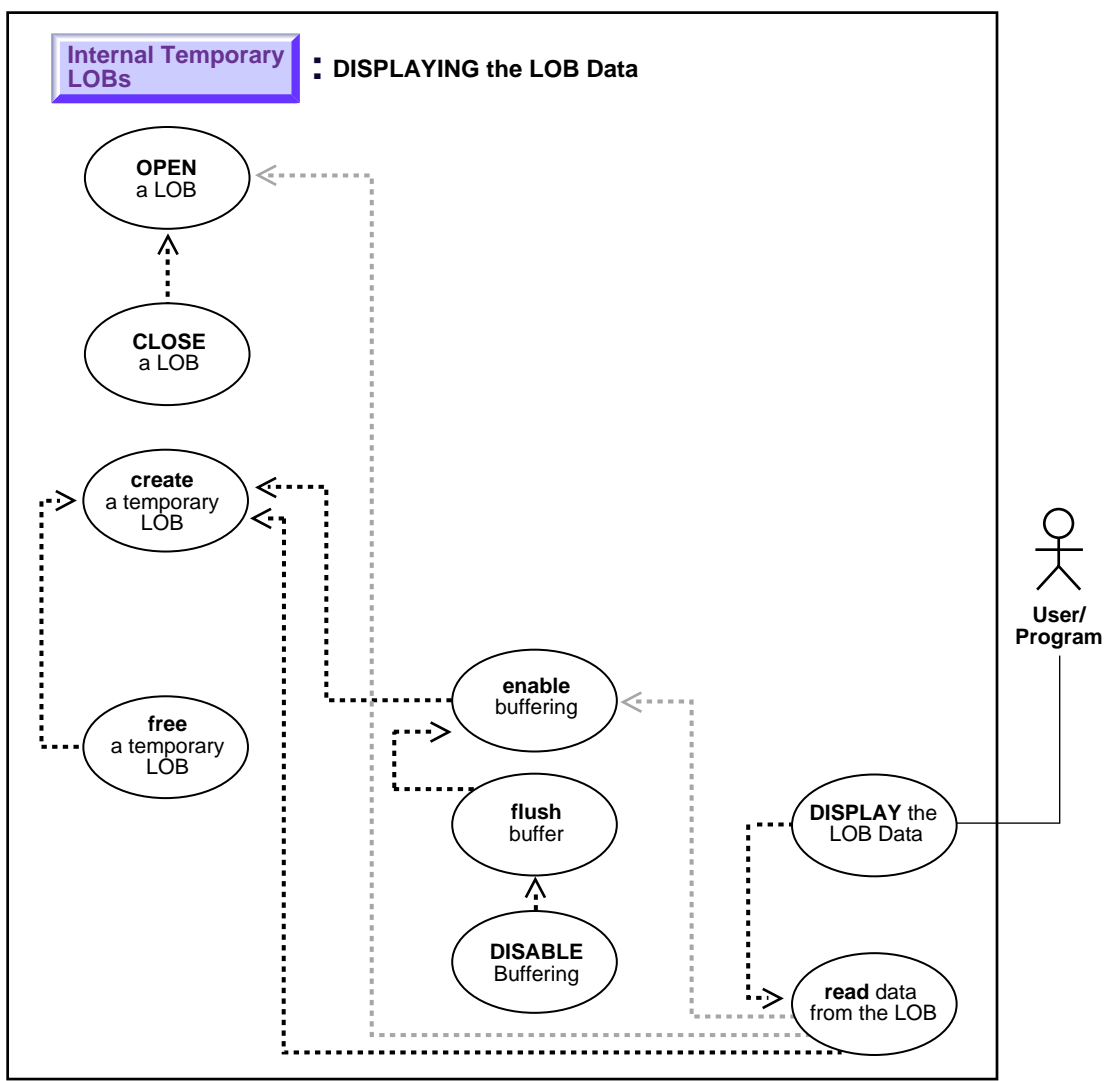 Internal Temporary
LOBs
: DISPLAYING the LOB Data
OPEN
a LOB
CLOSE
a LOB
create
a temporary
LOB
free
a temporary
LOB
enable
buffering
flush
buffer
DISABLE
Buffering
User/
Program
DISPLAY the
LOB Data
read data
from the LOB